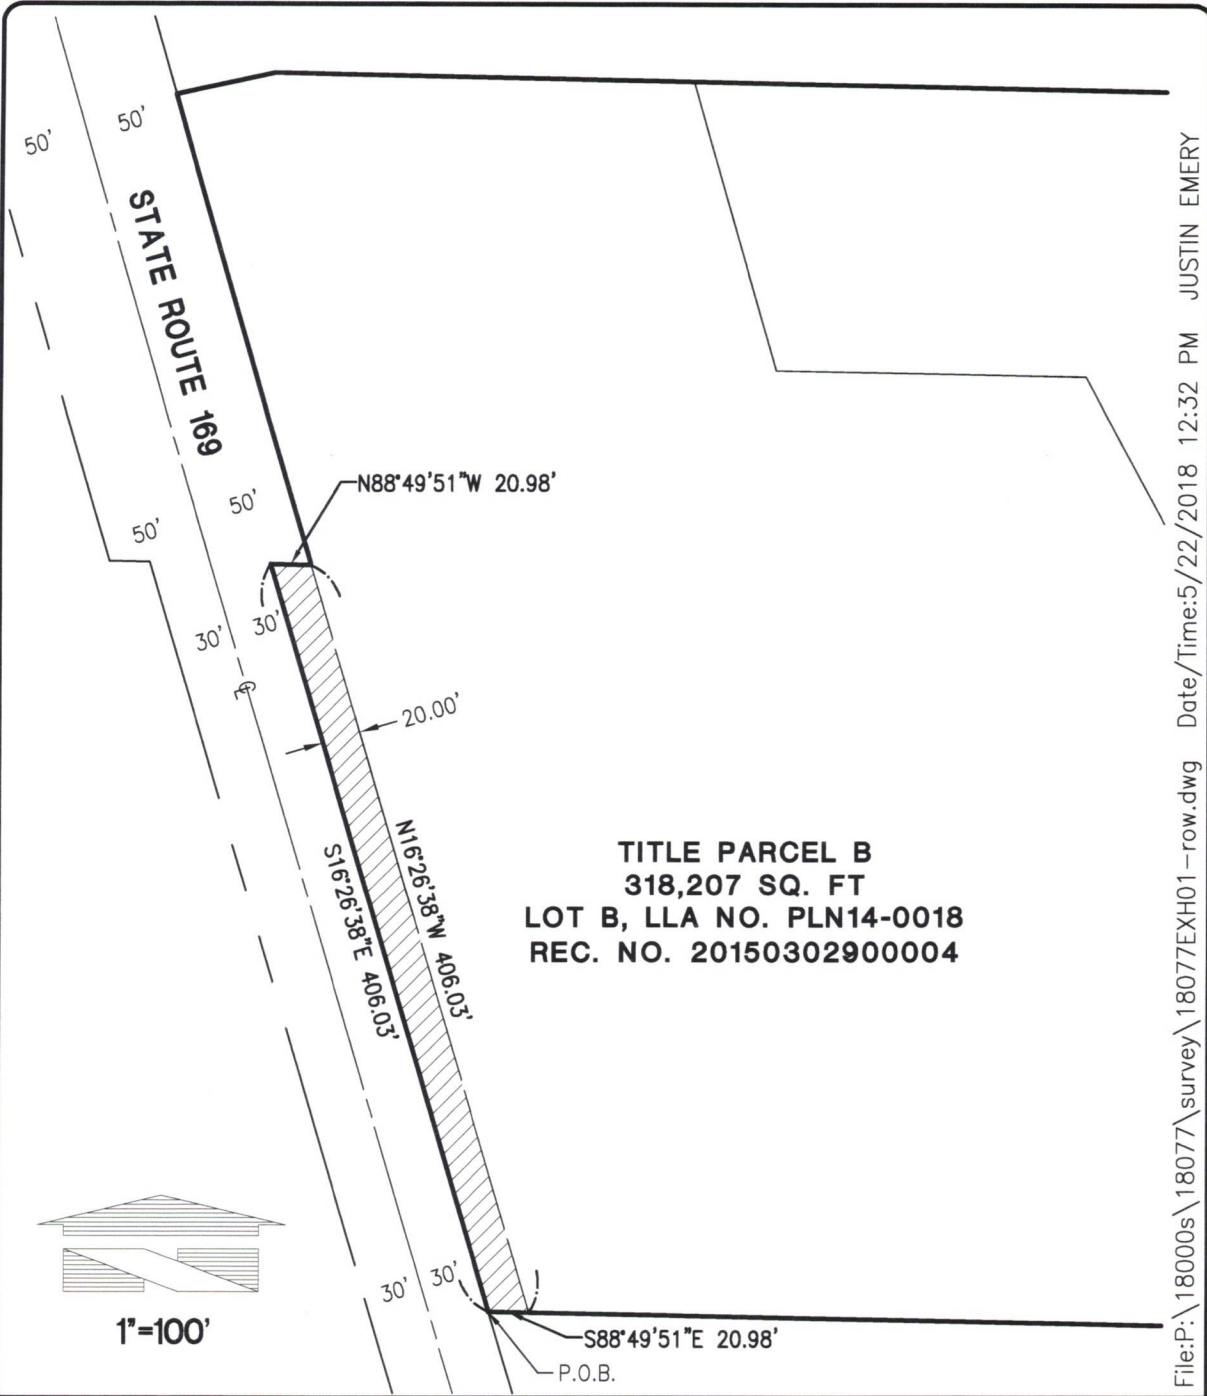 50'
50'
STATE ROUTE 169
N88°49'51"W 20.98'
50'
50'
30'
30'
℄
20.00'
N16°26'38"W 406.03'
S16°26'38"E 406.03'
TITLE PARCEL B
318,207 SQ. FT
LOT B, LLA NO. PLN14-0018
REC. NO. 20150302900004
30'
30'
1"=100'
S88°49'51"E 20.98'
P.O.B.
File:P:\18000s\18077\survey\18077EXH01-row.dwg Date/Time:5/22/2018 12:32 PM JUSTIN EMERY